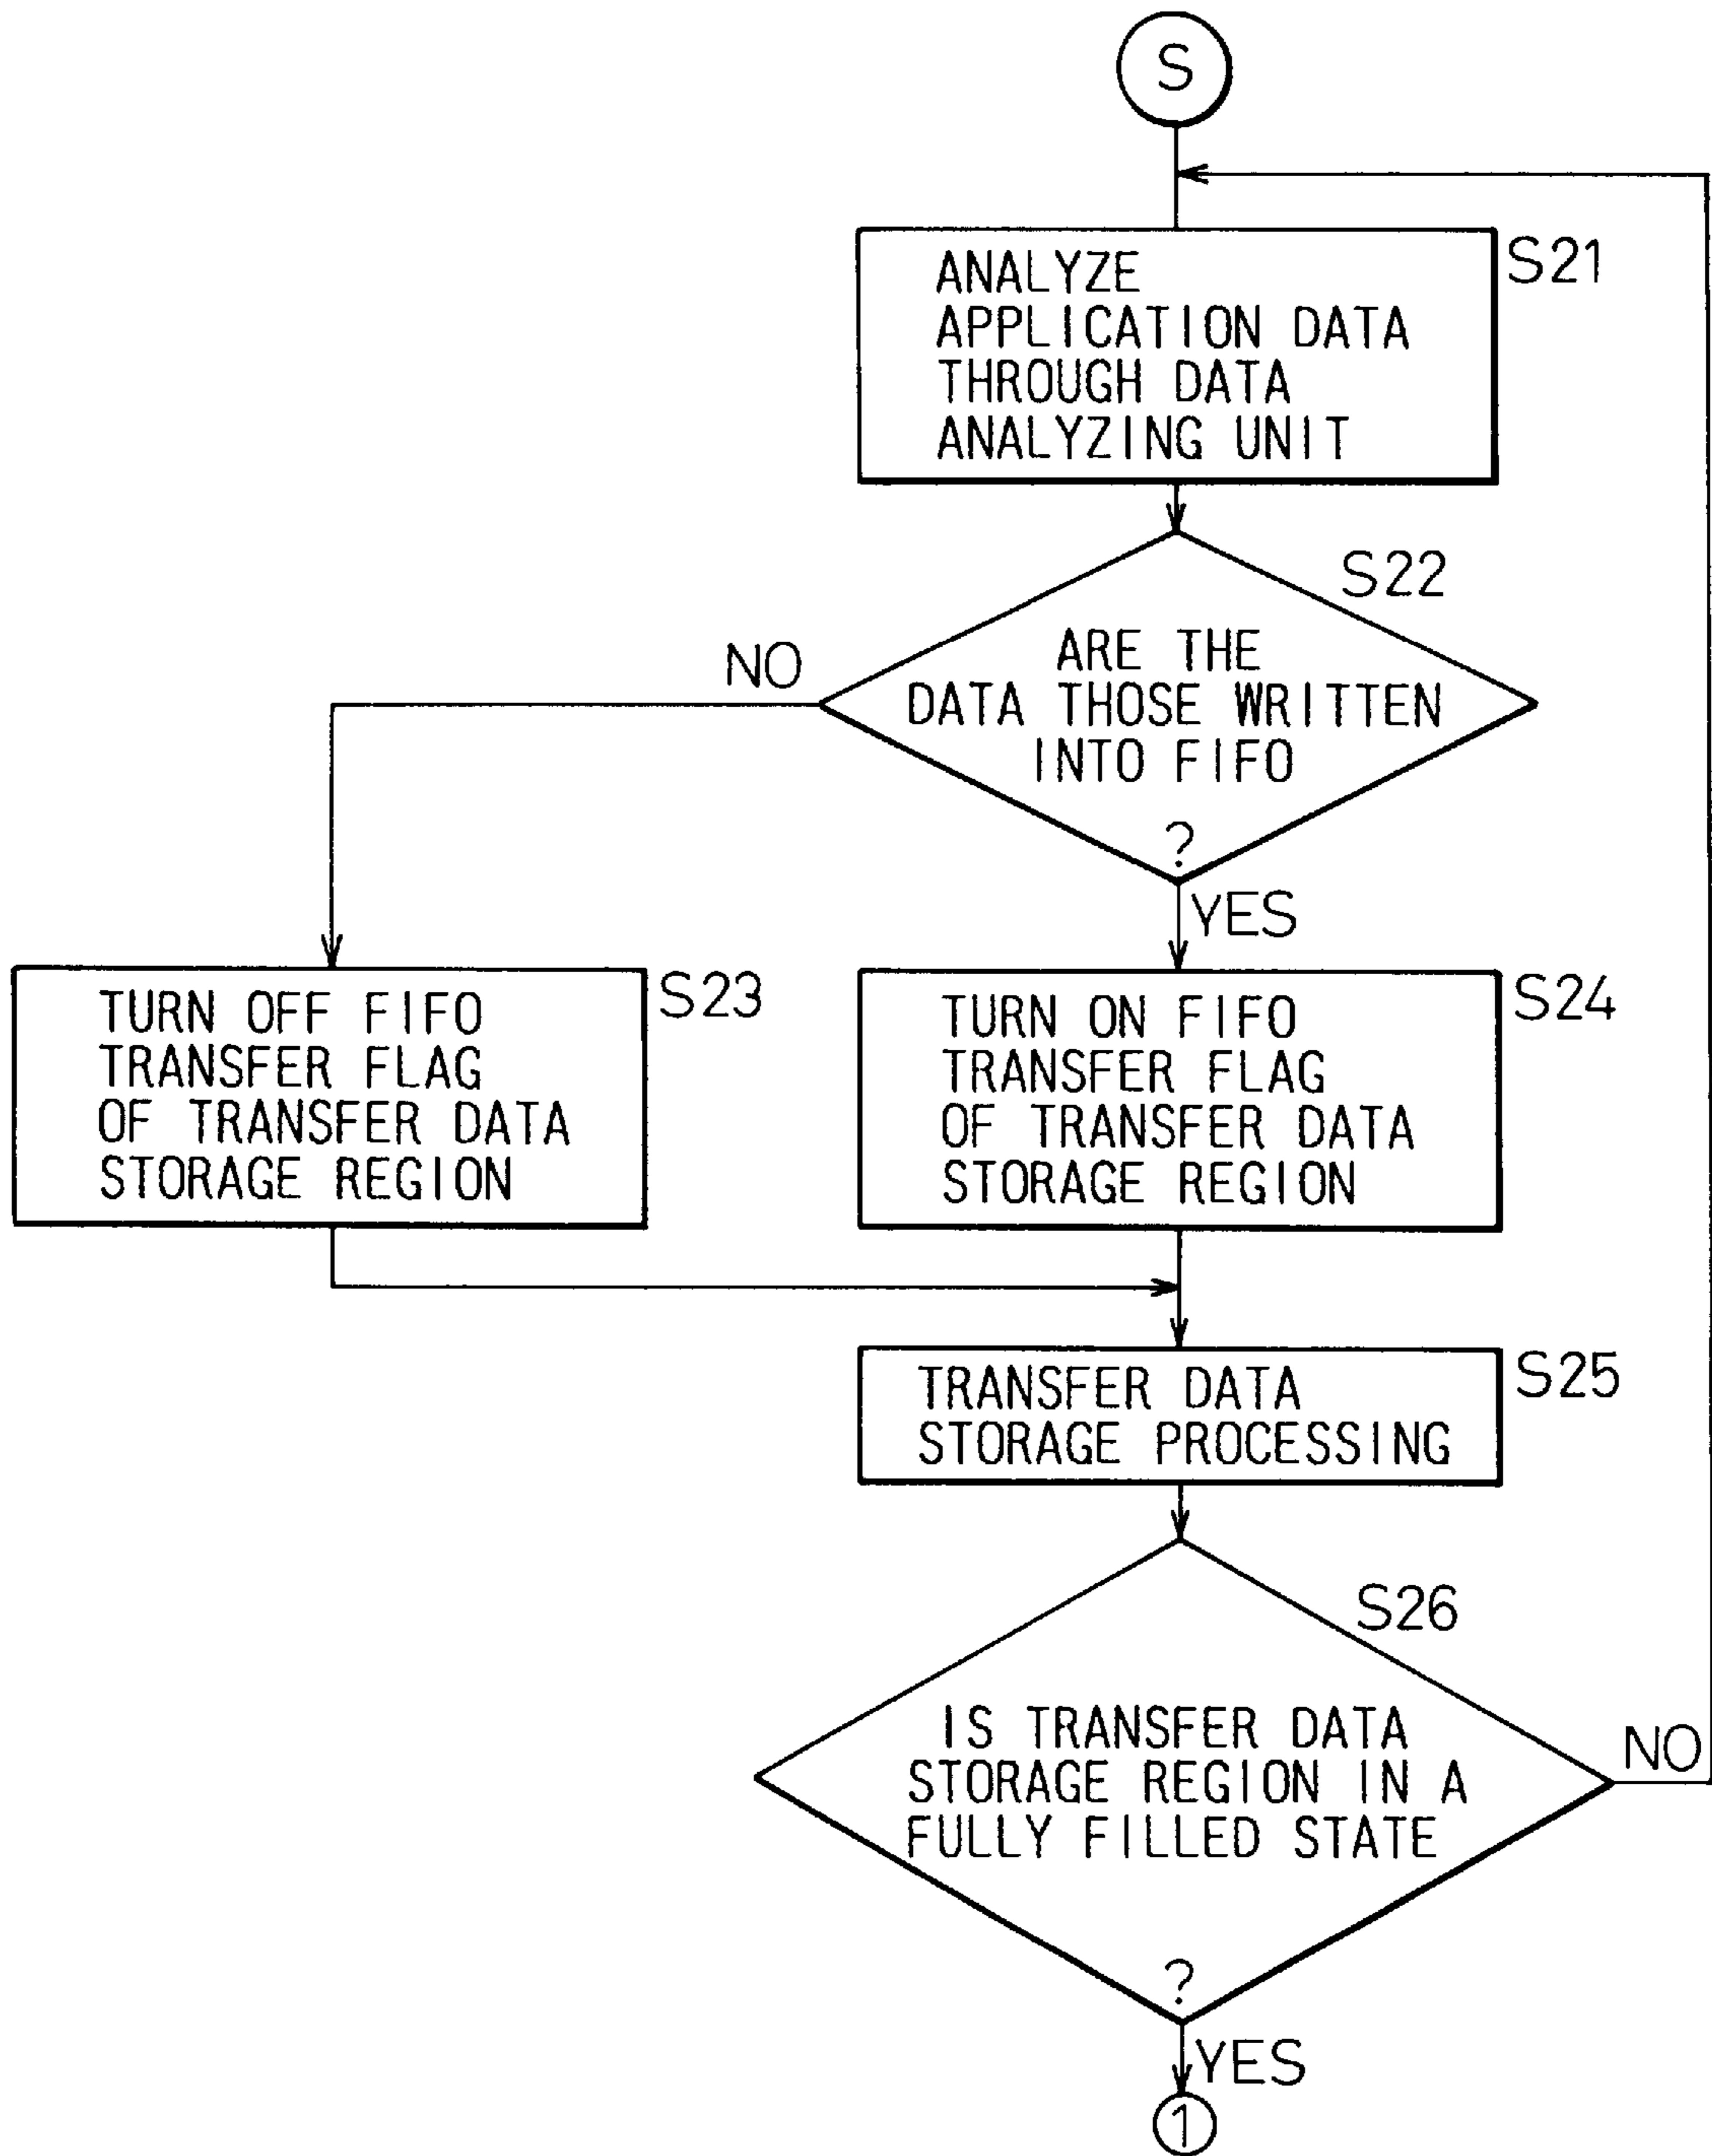 S
S21
ANALYZE
APPLICATION DATA
THROUGH DATA
ANALYZING UNIT
S22
ARE THE
DATA THOSE WRITTEN
INTO FIFO
?
NO
YES
S23
TURN OFF FIFO
TRANSFER FLAG
OF TRANSFER DATA
STORAGE REGION
S24
TURN ON FIFO
TRANSFER FLAG
OF TRANSFER DATA
STORAGE REGION
S25
TRANSFER DATA
STORAGE PROCESSING
S26
IS TRANSFER DATA
STORAGE REGION IN A
FULLY FILLED STATE
?
NO
YES
1